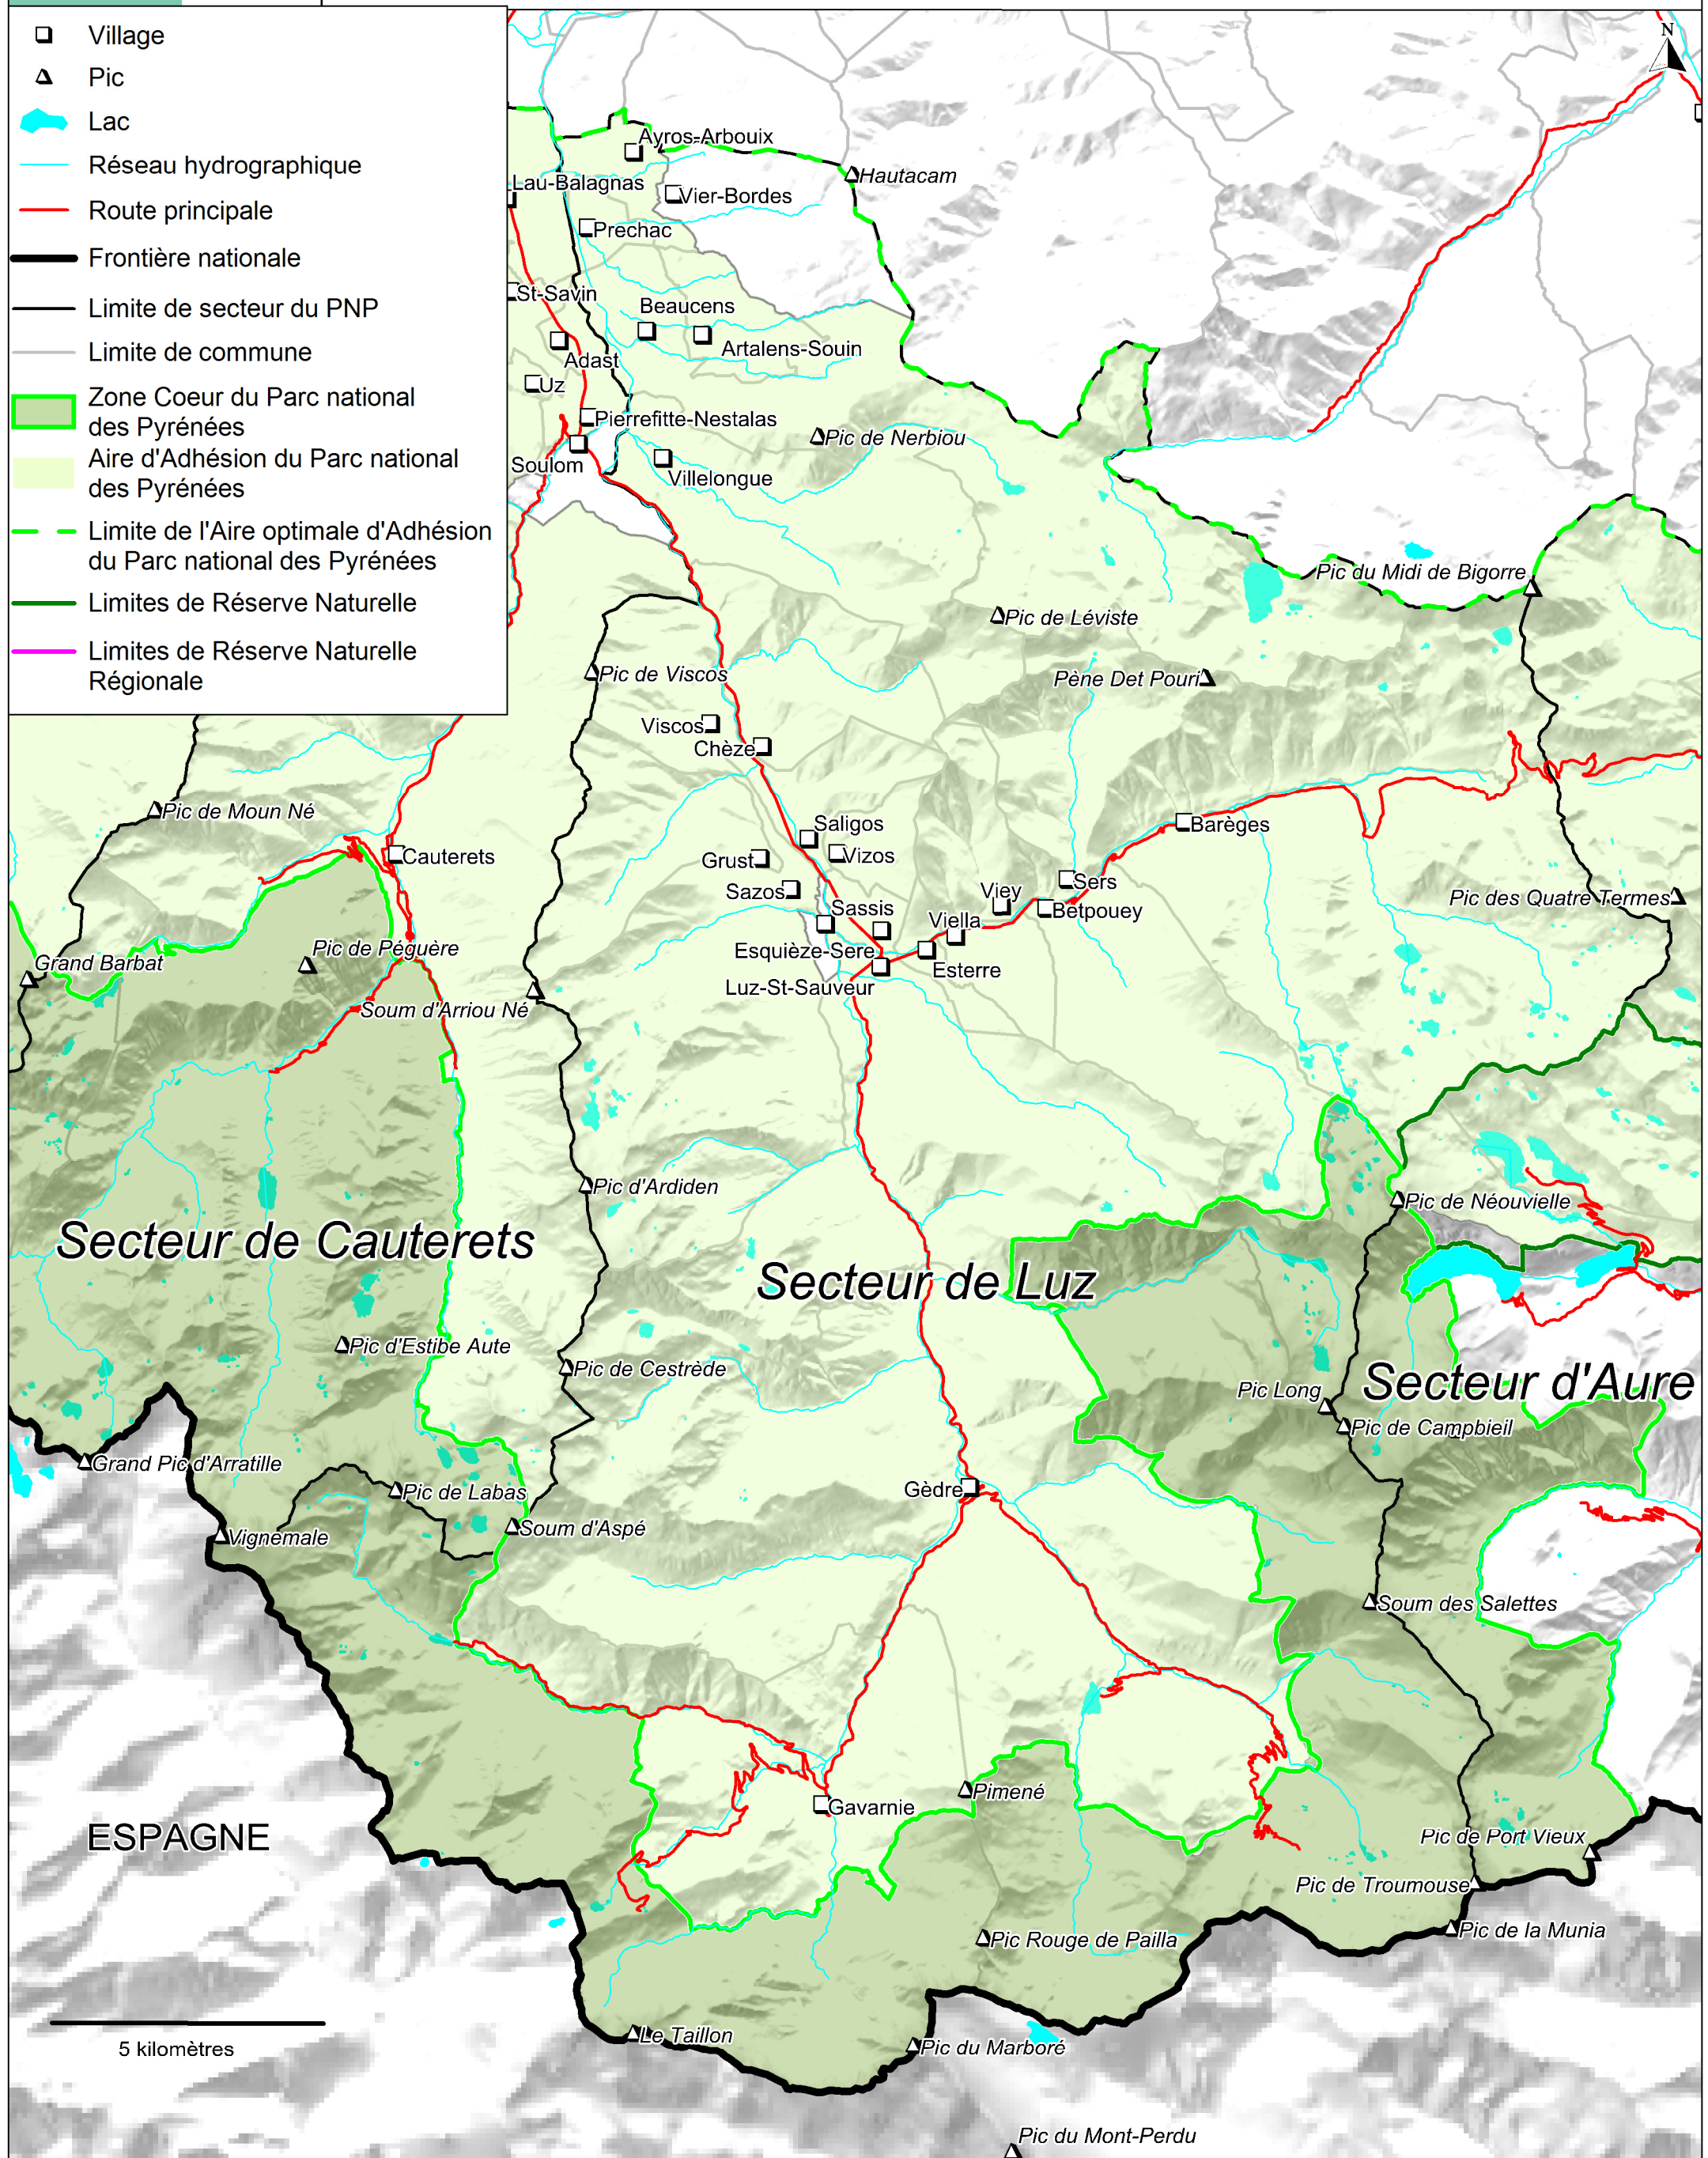 Village
Pic
Lac
Réseau hydrographique
Route principale
Frontière nationale
Limite de secteur du PNP
Limite de commune
Zone Coeur du Parc national
des Pyrénées
Aire d'Adhésion du Parc national
des Pyrénées
Limite de l'Aire optimale d'Adhésion
du Parc national des Pyrénées
Limites de Réserve Naturelle
Limites de Réserve Naturelle
Régionale
N
Ayros-Arbouix
Hautacam
Lau-Balagnas
Vier-Bordes
Prechac
St-Savin
Beaucens
Artalens-Souin
Adast
Uz
Pierrefitte-Nestalas
Pic de Nerbiou
Soulom
Villelongue
Pic du Midi de Bigorre
Pic de Léviste
Pic de Viscos
Pène Det Pouri
Viscos
Chèze
Pic de Moun Né
Saligos
Barèges
Cauterets
Grust
Vizos
Sazos
Viey
Sers
Pic des Quatre Termes
Sassis
Betpouey
Viella
Pic de Péguère
Esquièze-Sere
Grand Barbat
Esterre
Luz-St-Sauveur
Soum d'Arriou Né
Pic d'Ardiden
Pic de Néouvielle
Secteur de Cauterets
Secteur de Luz
Pic d'Estibe Aute
Pic de Cestrède
Secteur d'Aure
Pic Long
Pic de Campbieil
Grand Pic d'Arratille
Pic de Labas
Gèdre
Soum d'Aspé
Vignemale
Soum des Salettes
Pimené
Gavarnie
ESPAGNE
Pic de Port Vieux
Pic de Troumouse
Pic de la Munia
Pic Rouge de Pailla
Le Taillon
Pic du Marboré
5 kilomètres
Pic du Mont-Perdu